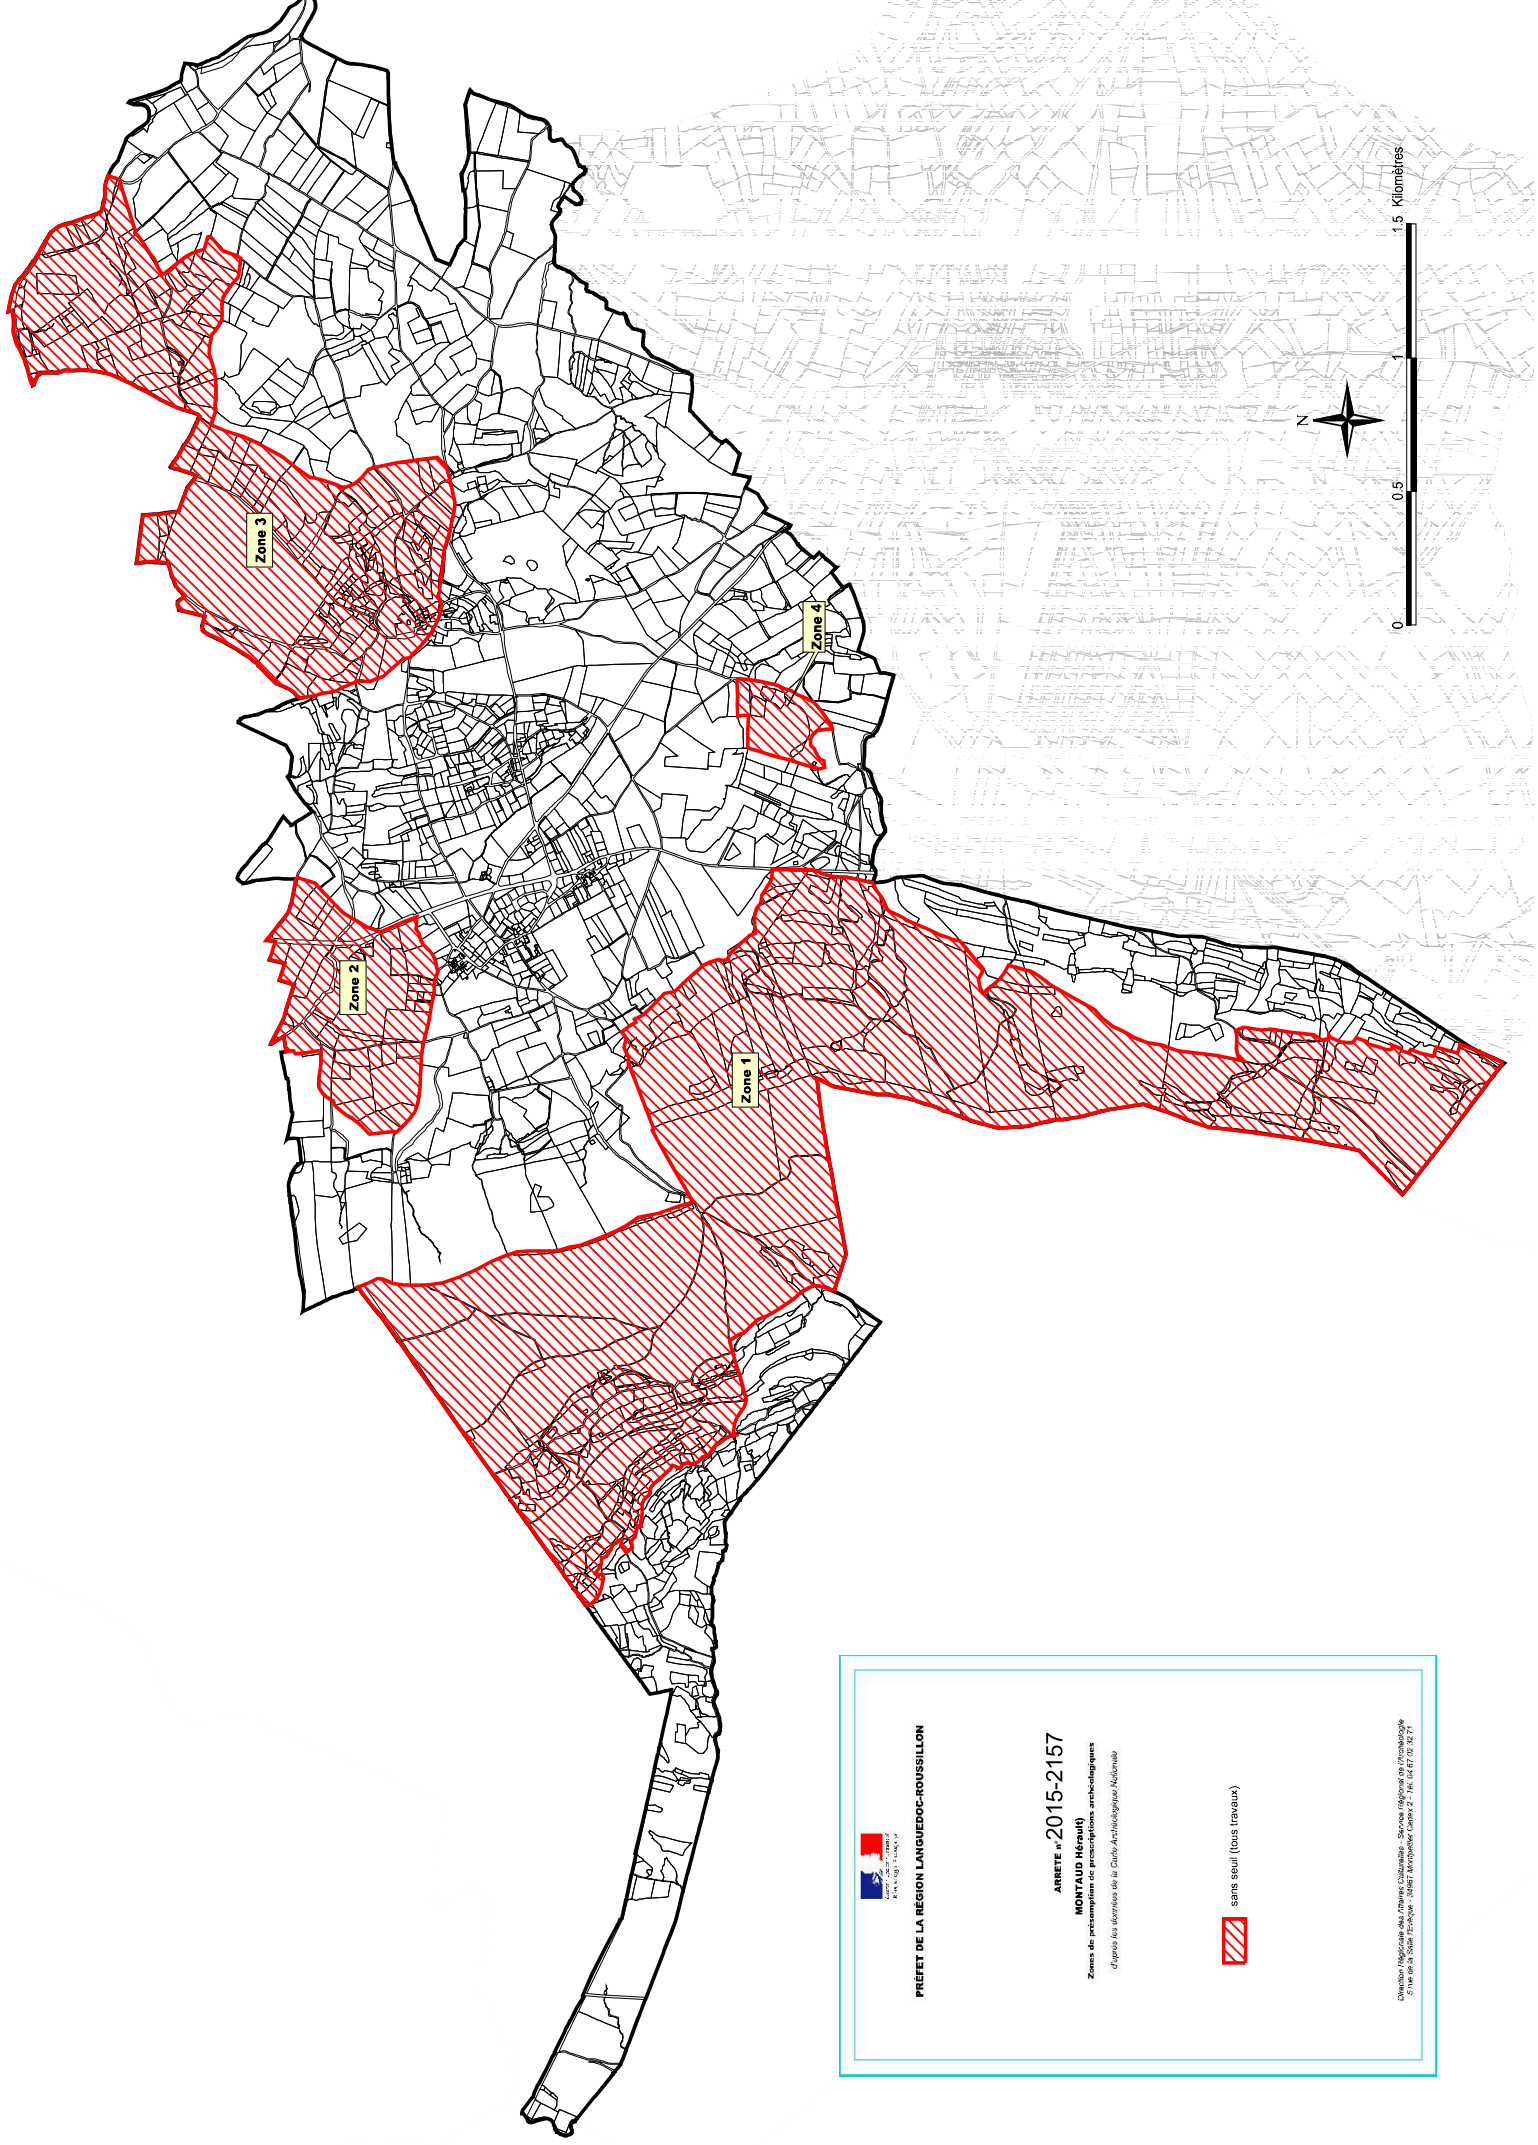 Zone 3
Zone 2
Zone 4
Zone 1
N
0
0.5
1
1.5 Kilomètres
PRÉFET DE LA RÉGION LANGUEDOC-ROUSSILLON
ARRETE n° 2015-2157
MONTAUD Hérault)
Zones de présomption de prescriptions archéologiques
d'après les données de la Carte Archéologique Nationale
sans seuil (tous travaux)
Direction Régionale des Affaires Culturelles - Service Régional de l'Archéologie
5 rue de la Salle l'Evêque - 34967 Montpellier Cedex 2 - Tél. 04 67 02 32 71